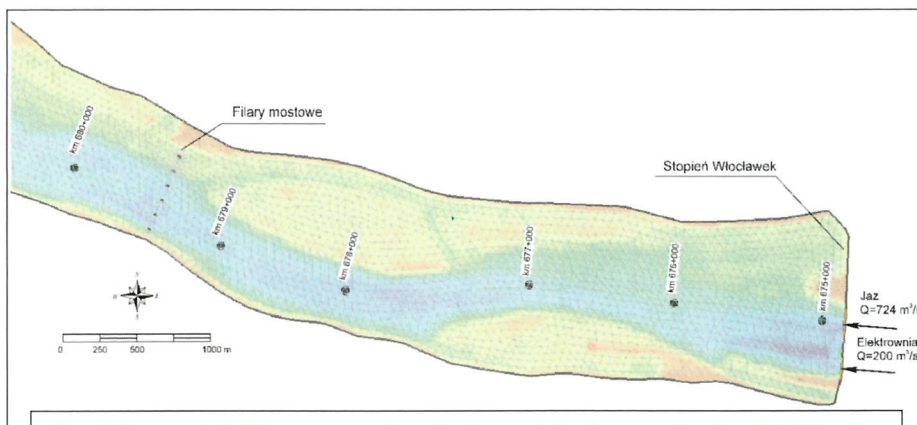 Filary mostowe
Stopień Włocławek
km 680+000
km 679+000
km 678+000
km 677+000
km 676+000
km 675+000
Jaz
Q=724 m³/s
Elektrownia
Q=200 m³/s
0 250 500 1000 m